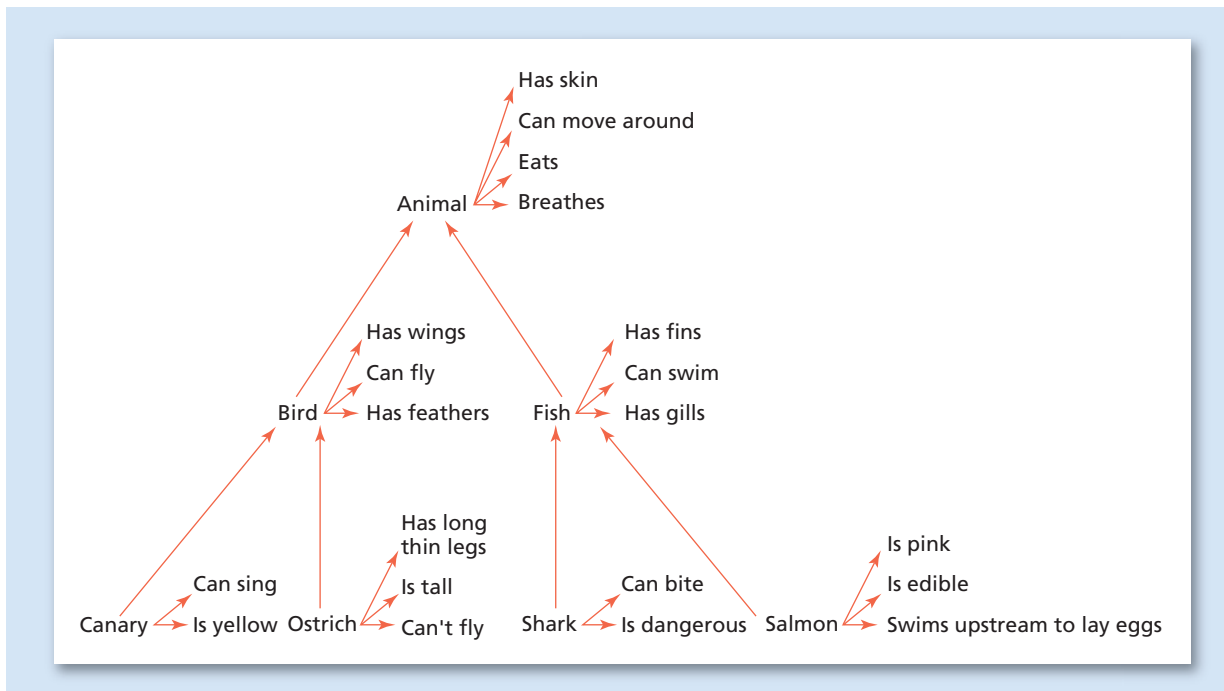 Has skin
Can move around
Eats
Animal
Breathes
Has wings
Can fly
Bird
Has feathers
Has fins
Can swim
Fish
Has gills
Can sing
Canary
Is yellow
Has long
thin legs
Is tall
Ostrich
Can't fly
Can bite
Shark
Is dangerous
Is pink
Is edible
Salmon
Swims upstream to lay eggs